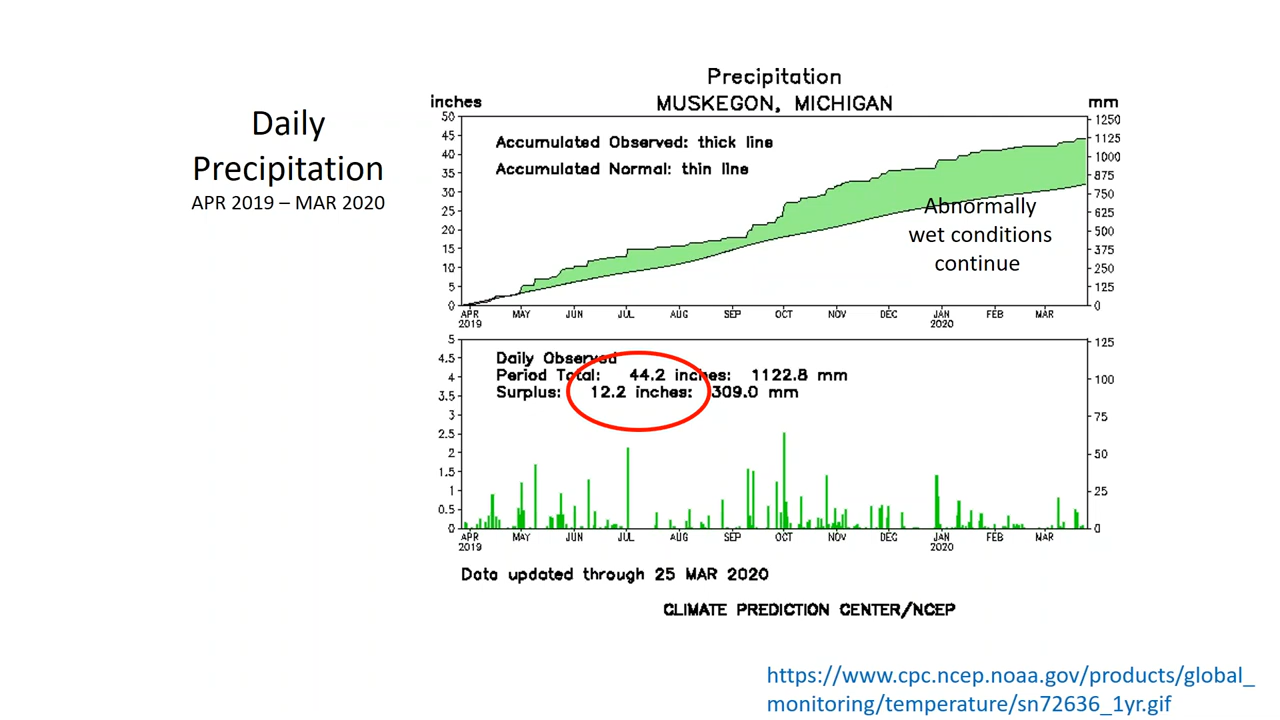 Daily
Precipitation
APR 2019 – MAR 2020
Precipitation
MUSKEGON, MICHIGAN
inches
mm
Accumulated Observed: thick line
Accumulated Normal: thin line
50
45
40
35
30
25
20
15
10
5
0
1250
1125
1000
875
750
625
500
375
250
125
0
Abnormally
wet conditions
continue
APR MAY JUN JUL AUG SEP OCT NOV DEC JAN FEB MAR
2019 2020
Daily Observed
Period Total: 44.2 inches: 1122.8 mm
Surplus: 12.2 inches: 309.0 mm
5
4.5
4
3.5
3
2.5
2
1.5
1
0.5
0
125
100
75
50
25
0
APR MAY JUN JUL AUG SEP OCT NOV DEC JAN FEB MAR
2019 2020
Data updated through 25 MAR 2020
CLIMATE PREDICTION CENTER/NCEP
https://www.cpc.ncep.noaa.gov/products/global_
monitoring/temperature/sn72636_1yr.gif